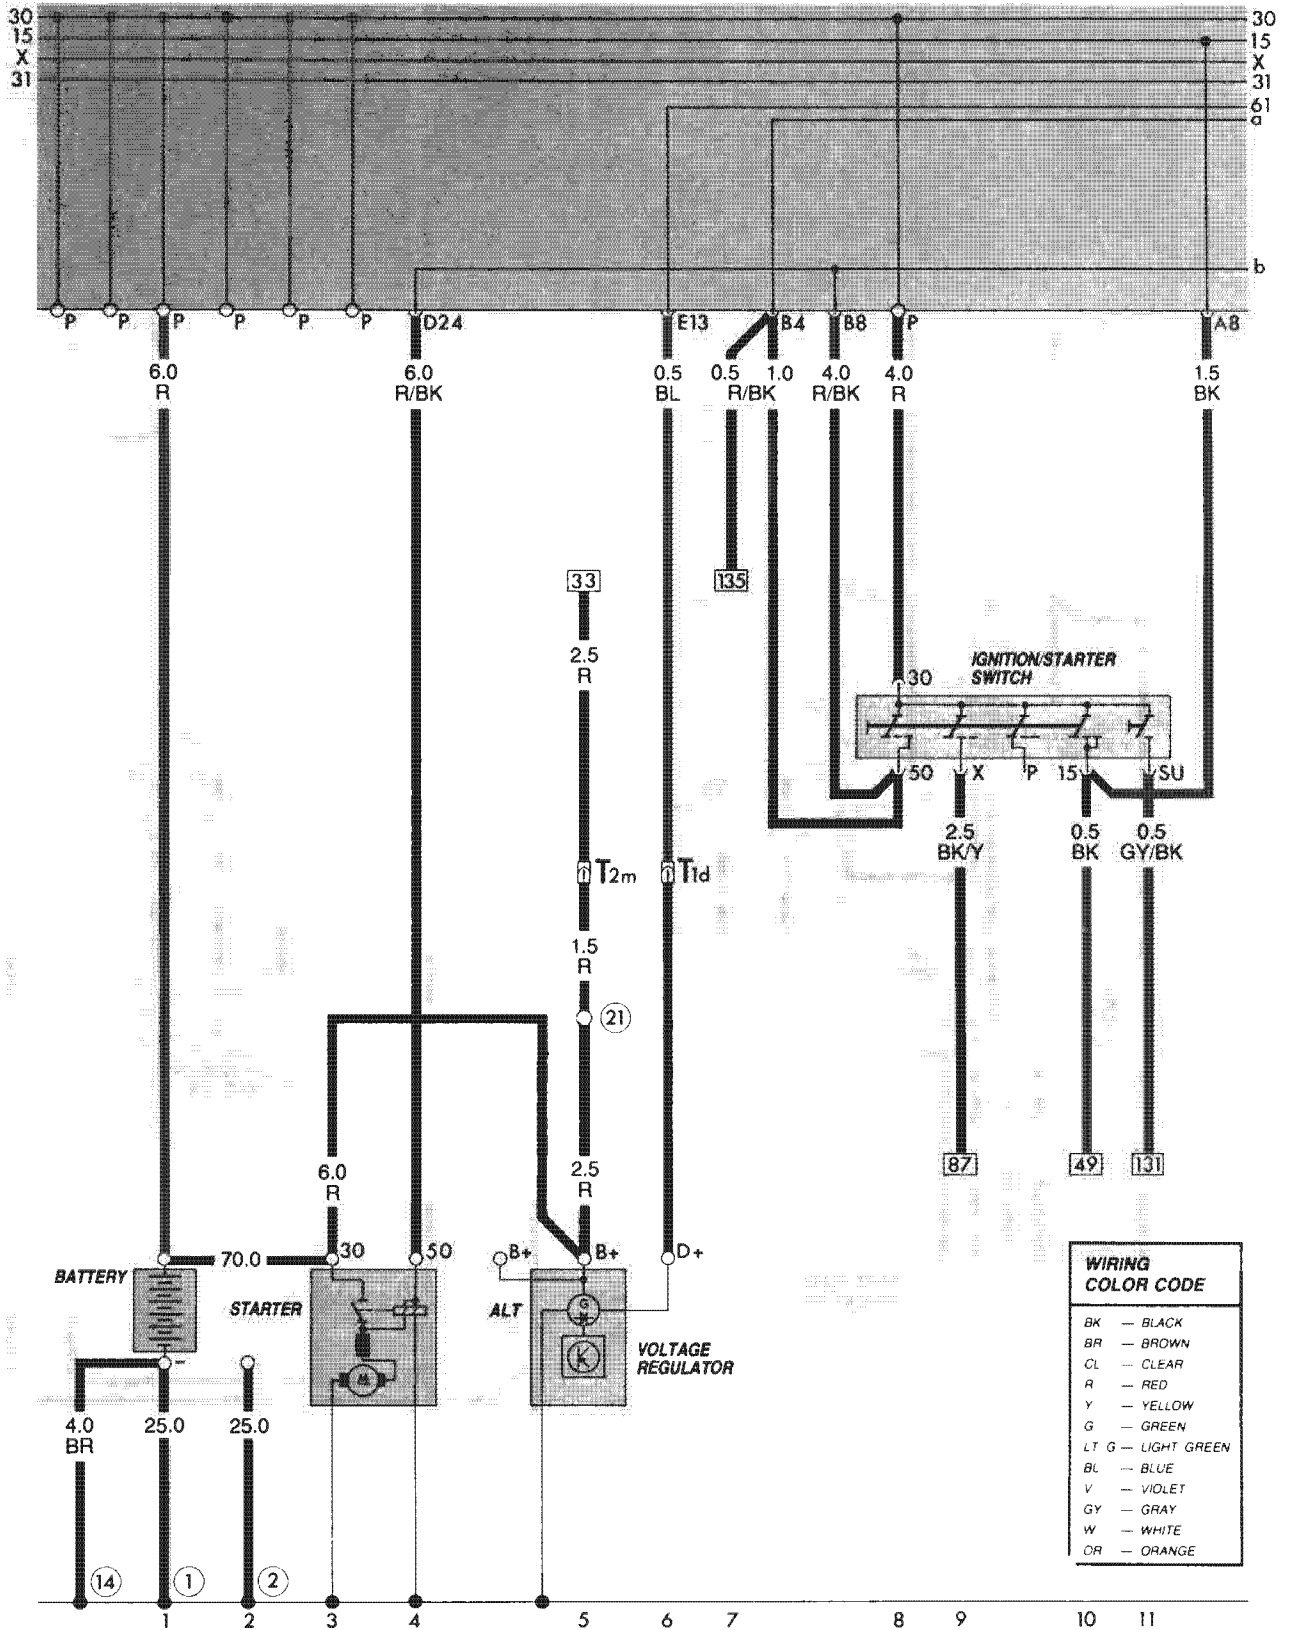 30 30
15 15
X X
31 31
61
a
b
P P P P P P D24 E13 B4 B8 P A8
6.0 6.0 0.5 0.5 1.0 4.0 4.0 1.5
R R/BK BL R/BK R/BK R BK
33 135
2.5
R
IGNITION/STARTER
SWITCH
30
50 X P 15 SU
2.5 0.5 0.5
BK/Y BK GY/BK
T2m T1d
1.5
R
21
87 49 131
6.0 2.5
R R
70.0 30 50 B+ B+ D+
BATTERY
STARTER
ALT
G
M
-
VOLTAGE
REGULATOR
4.0 25.0 25.0
BR
14 1 2
1 2 3 4 5 6 7 8 9 10 11
WIRING
COLOR CODE
BK — BLACK
BR — BROWN
CL — CLEAR
R — RED
Y — YELLOW
G — GREEN
LT G — LIGHT GREEN
BL — BLUE
V — VIOLET
GY — GRAY
W — WHITE
OR — ORANGE